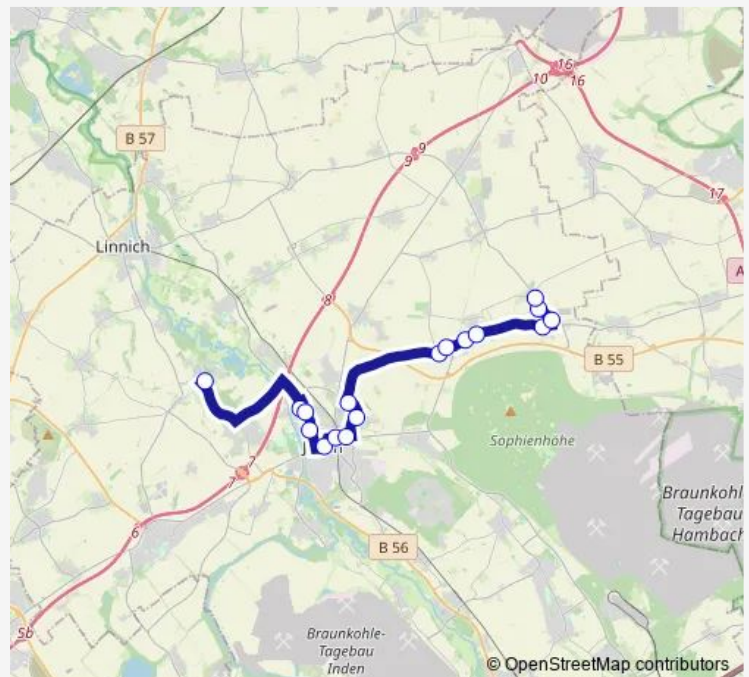 16
10
16
B 57
9
9
17
Linnich
A
8
B 55
Sophienhöhe
7
7
Braunkohl
Tagebau
Hambach
6
B 56
5b
Braunkohle-
Tagebau
Inden
© OpenStreetMap contributors